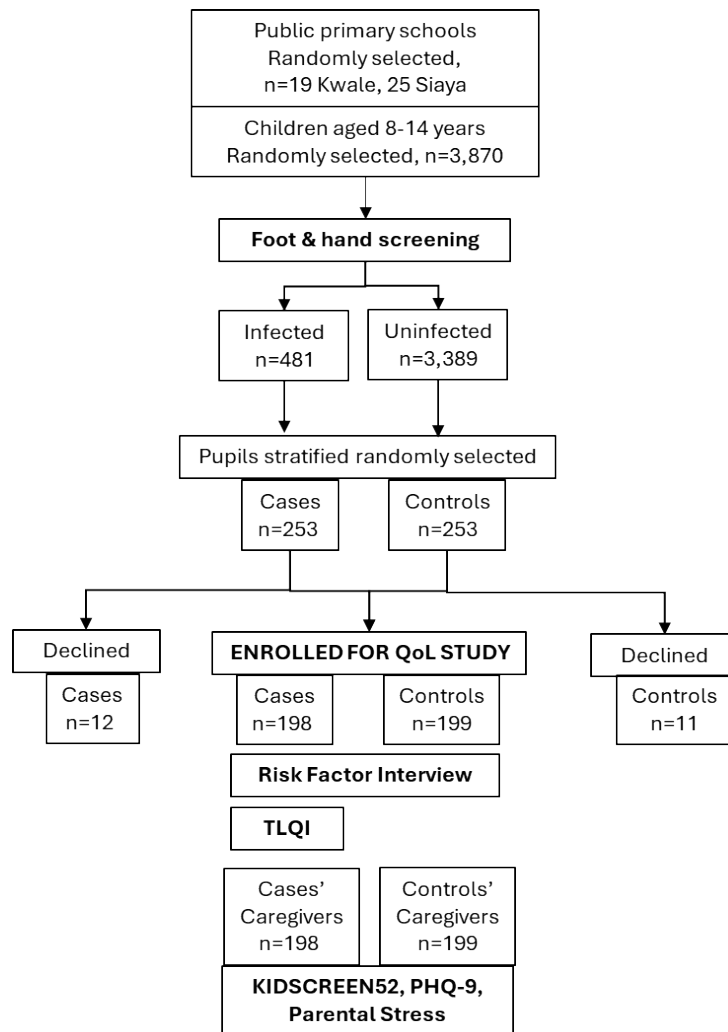 Public primary schools
Randomly selected,
n=19 Kwale, 25 Siaya
Children aged 8-14 years
Randomly selected, n=3,870
Foot & hand screening
Infected
n=481
Uninfected
n=3,389
Pupils stratified randomly selected
Cases
n=253
Controls
n=253
Declined
Cases
n=12
ENROLLED FOR QoL STUDY
Cases
n=198
Controls
n=199
Declined
Controls
n=11
Risk Factor Interview
TLQI
Cases’
Caregivers
n=198
Controls’
Caregivers
n=199
KIDSCREEN52, PHQ-9,
Parental Stress